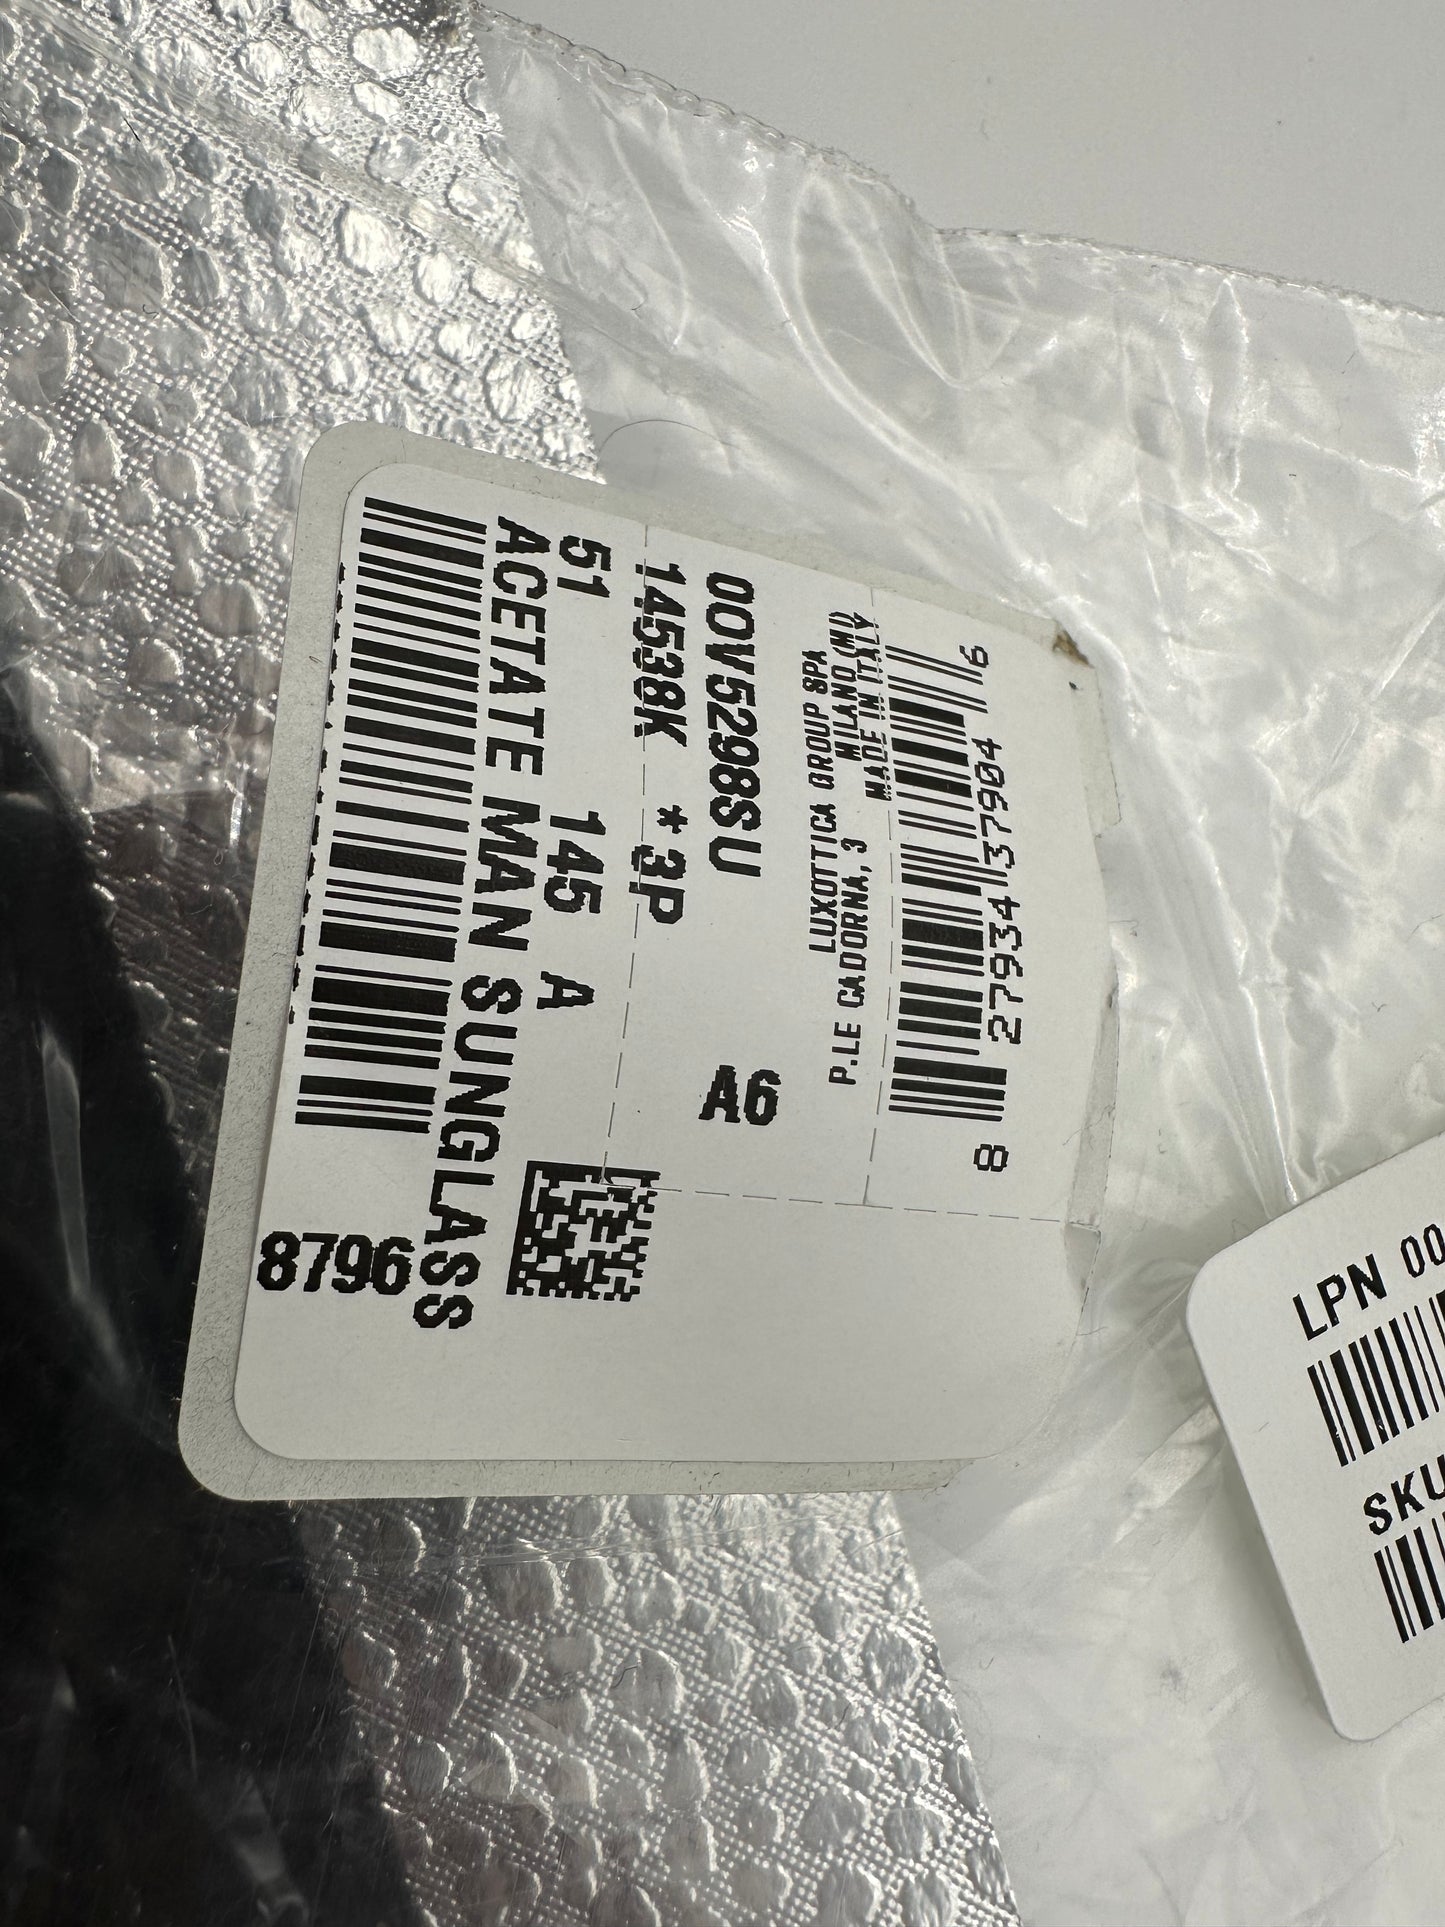 8 27934 37904 6
LUXOTTICA GROUP SPA
P.LE CADORNA, 3 MILANO (MI)
MADE IN ITALY
0OV5298SU A6
14538K * 3P
51 145 A
ACETATE MAN SUNGLASS
8796
LPN 00
SKU